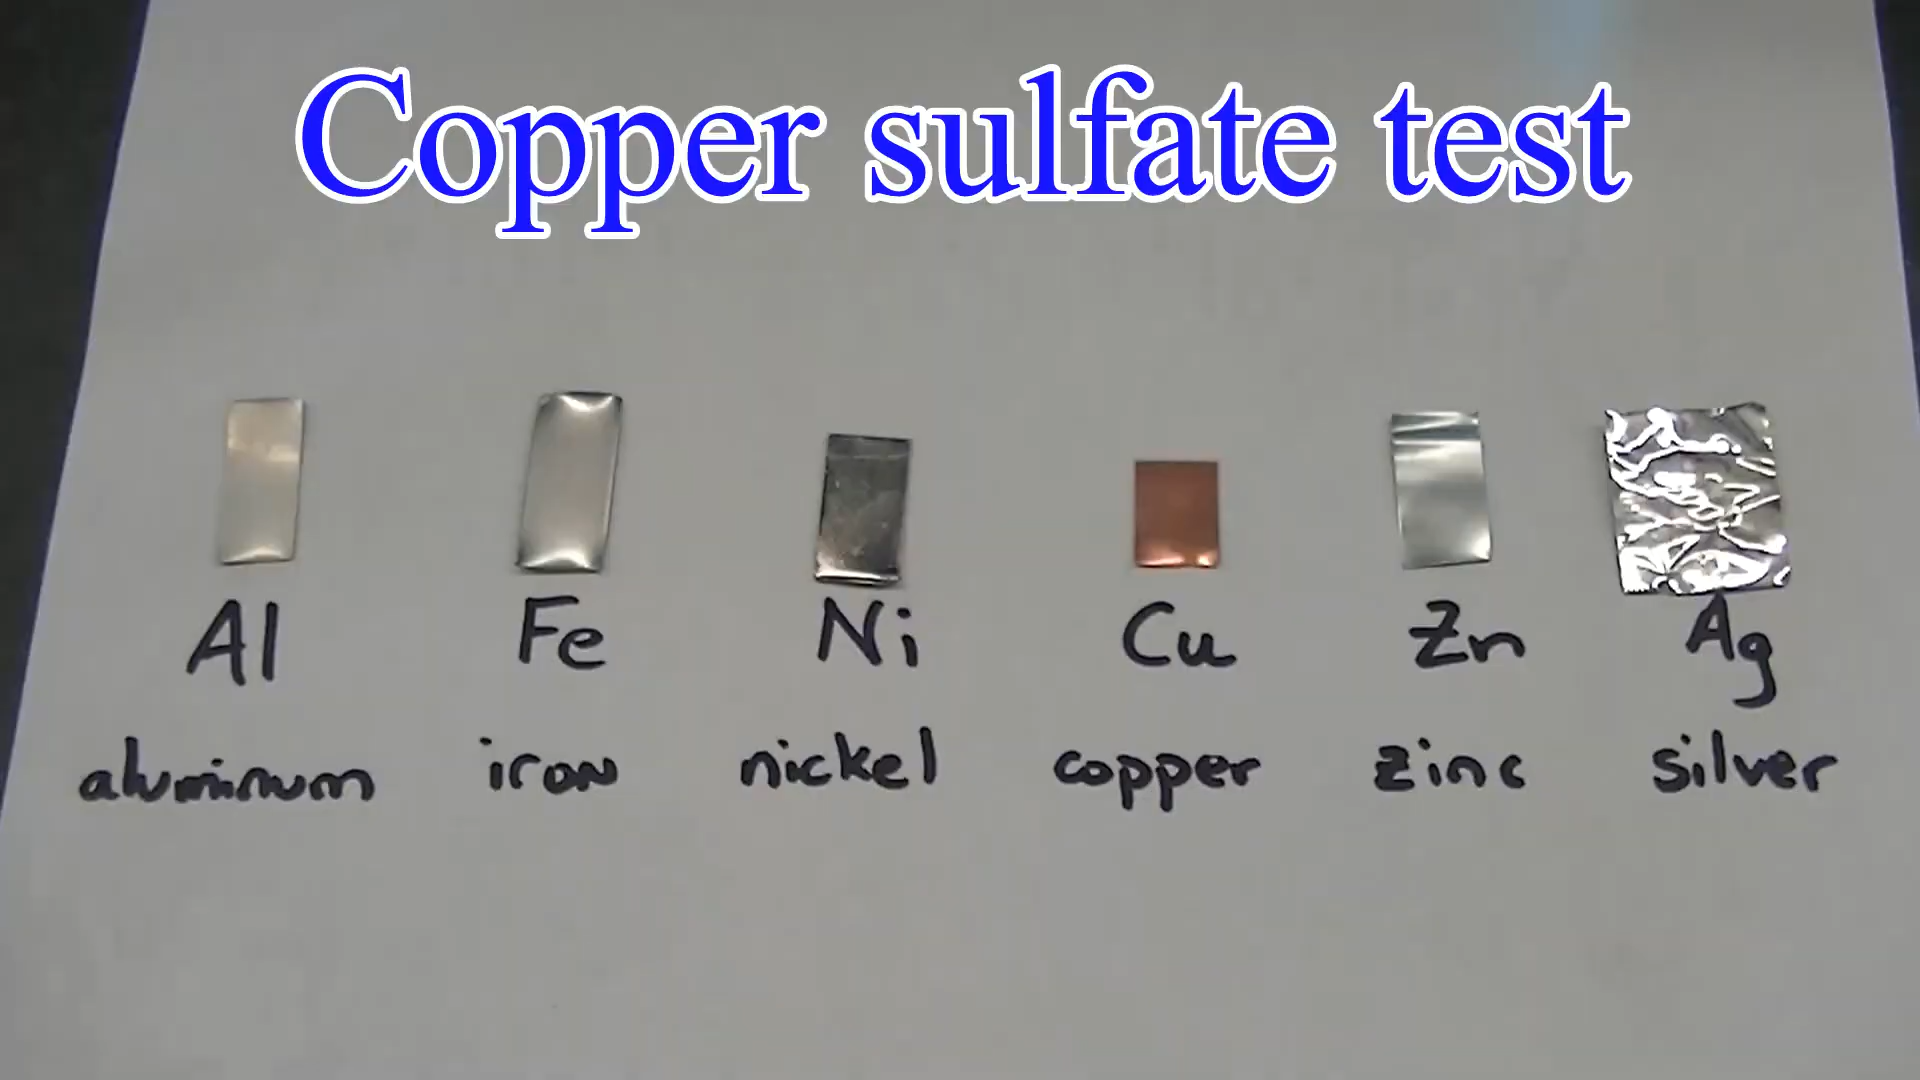 Copper sulfate test
Al Fe Ni Cu Zn Ag
aluminum iron nickel copper zinc silver